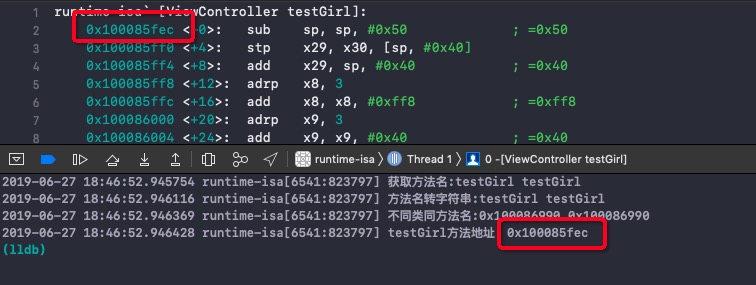 1 runtime-isa`-[ViewController testGirl]:
2 0x100085fec <+0>: sub sp, sp, #0x50 ; =0x50
3 0x100085ff0 <+4>: stp x29, x30, [sp, #0x40]
4 0x100085ff4 <+8>: add x29, sp, #0x40 ; =0x40
5 0x100085ff8 <+12>: adrp x8, 3
6 0x100085ffc <+16>: add x8, x8, #0xff8 ; =0xff8
7 0x100086000 <+20>: adrp x9, 3
8 0x100086004 <+24>: add x9, x9, #0x40 ; =0x40
runtime-isa Thread 1 0 -[ViewController testGirl]
2019-06-27 18:46:52.945754 runtime-isa[6541:823797] 获取方法名:testGirl testGirl
2019-06-27 18:46:52.946116 runtime-isa[6541:823797] 方法名转字符串:testGirl testGirl
2019-06-27 18:46:52.946369 runtime-isa[6541:823797] 不同类同方法名:0x100086990 0x100086990
2019-06-27 18:46:52.946428 runtime-isa[6541:823797] testGirl方法地址 0x100085fec
(lldb)